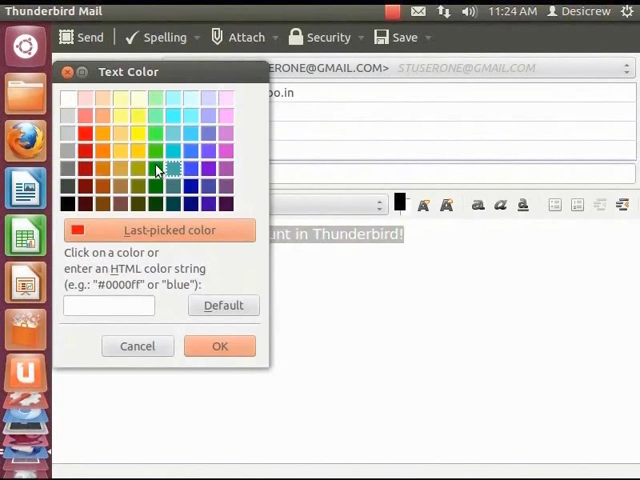 Thunderbird Mail
11:24 AM
Desicrew
Send
Spelling
Attach
Security
Save
STUSERONE@GMAIL.COM>
STUSERONE@GMAIL.COM
Text Color
oo.in
unt in Thunderbird!
Last-picked color
Click on a color or
enter an HTML color string
(e.g.: "#0000ff" or "blue"):
Default
Cancel
OK